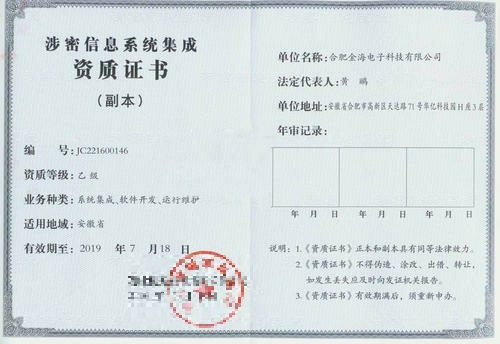 涉密信息系统集成
资质证书
（副本）
编 号：JC221600146
资质等级：乙级
业务种类：系统集成、软件开发、运行维护
适用地域：安徽省
有效期至：2019 年 7 月 18 日
单位名称：合肥金海电子科技有限公司
法定代表人：黄 鹂
单位地址：安徽省合肥市高新区天达路71号华亿科技园H座3层
年审记录：
年 月 日 年 月 日 年 月 日
说明：1.《资质证书》正本和副本具有同等法律效力。
2.《资质证书》不得伪造、涂改、出借、转让，
如发生丢失应及时向发证机关报告。
3.《资质证书》有效期满后，须重新申办。